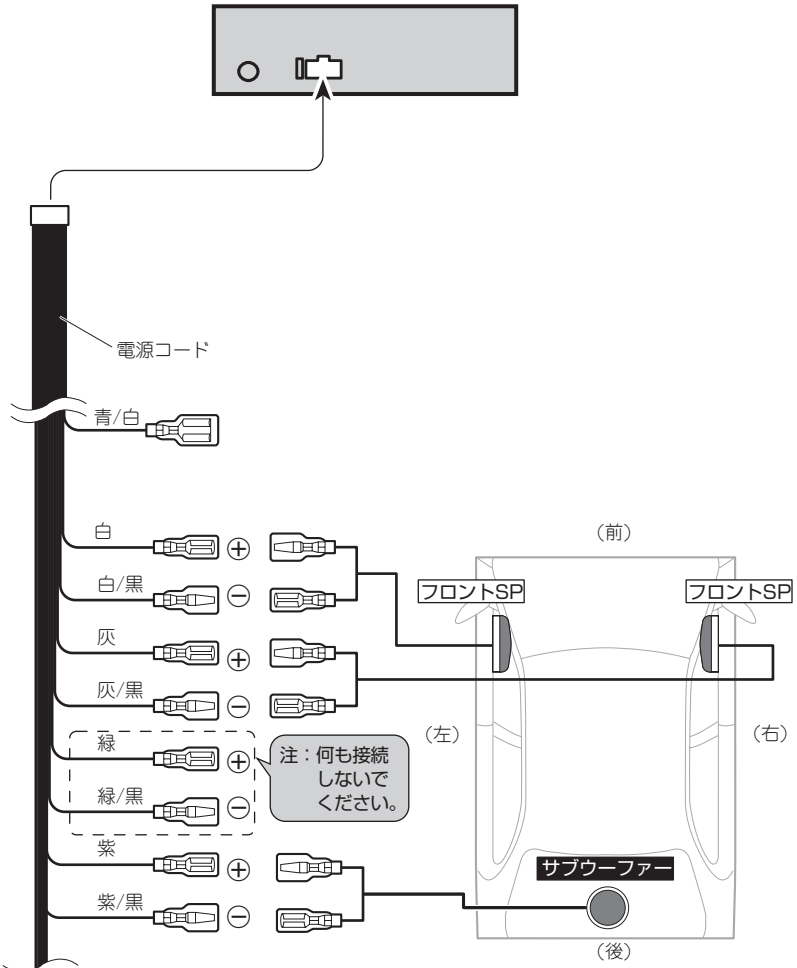 電源コード
青/白
白
⊕
白/黒
⊖
灰
⊕
灰/黒
⊖
緑
⊕
緑/黒
⊖
注：何も接続
しないで
ください。
紫
⊕
紫/黒
⊖
（前）
フロントSP
フロントSP
（左）
（右）
サブウーファー
（後）